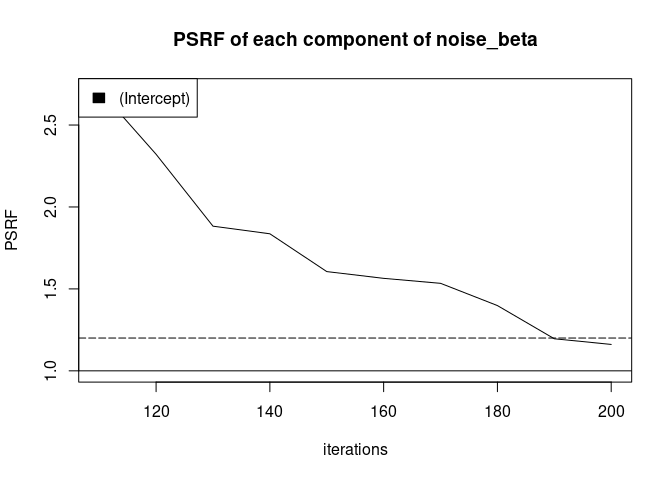 PSRF of each component of noise_beta
(Intercept)
2.5
2.0
1.5
1.0
PSRF
120 140 160 180 200
iterations